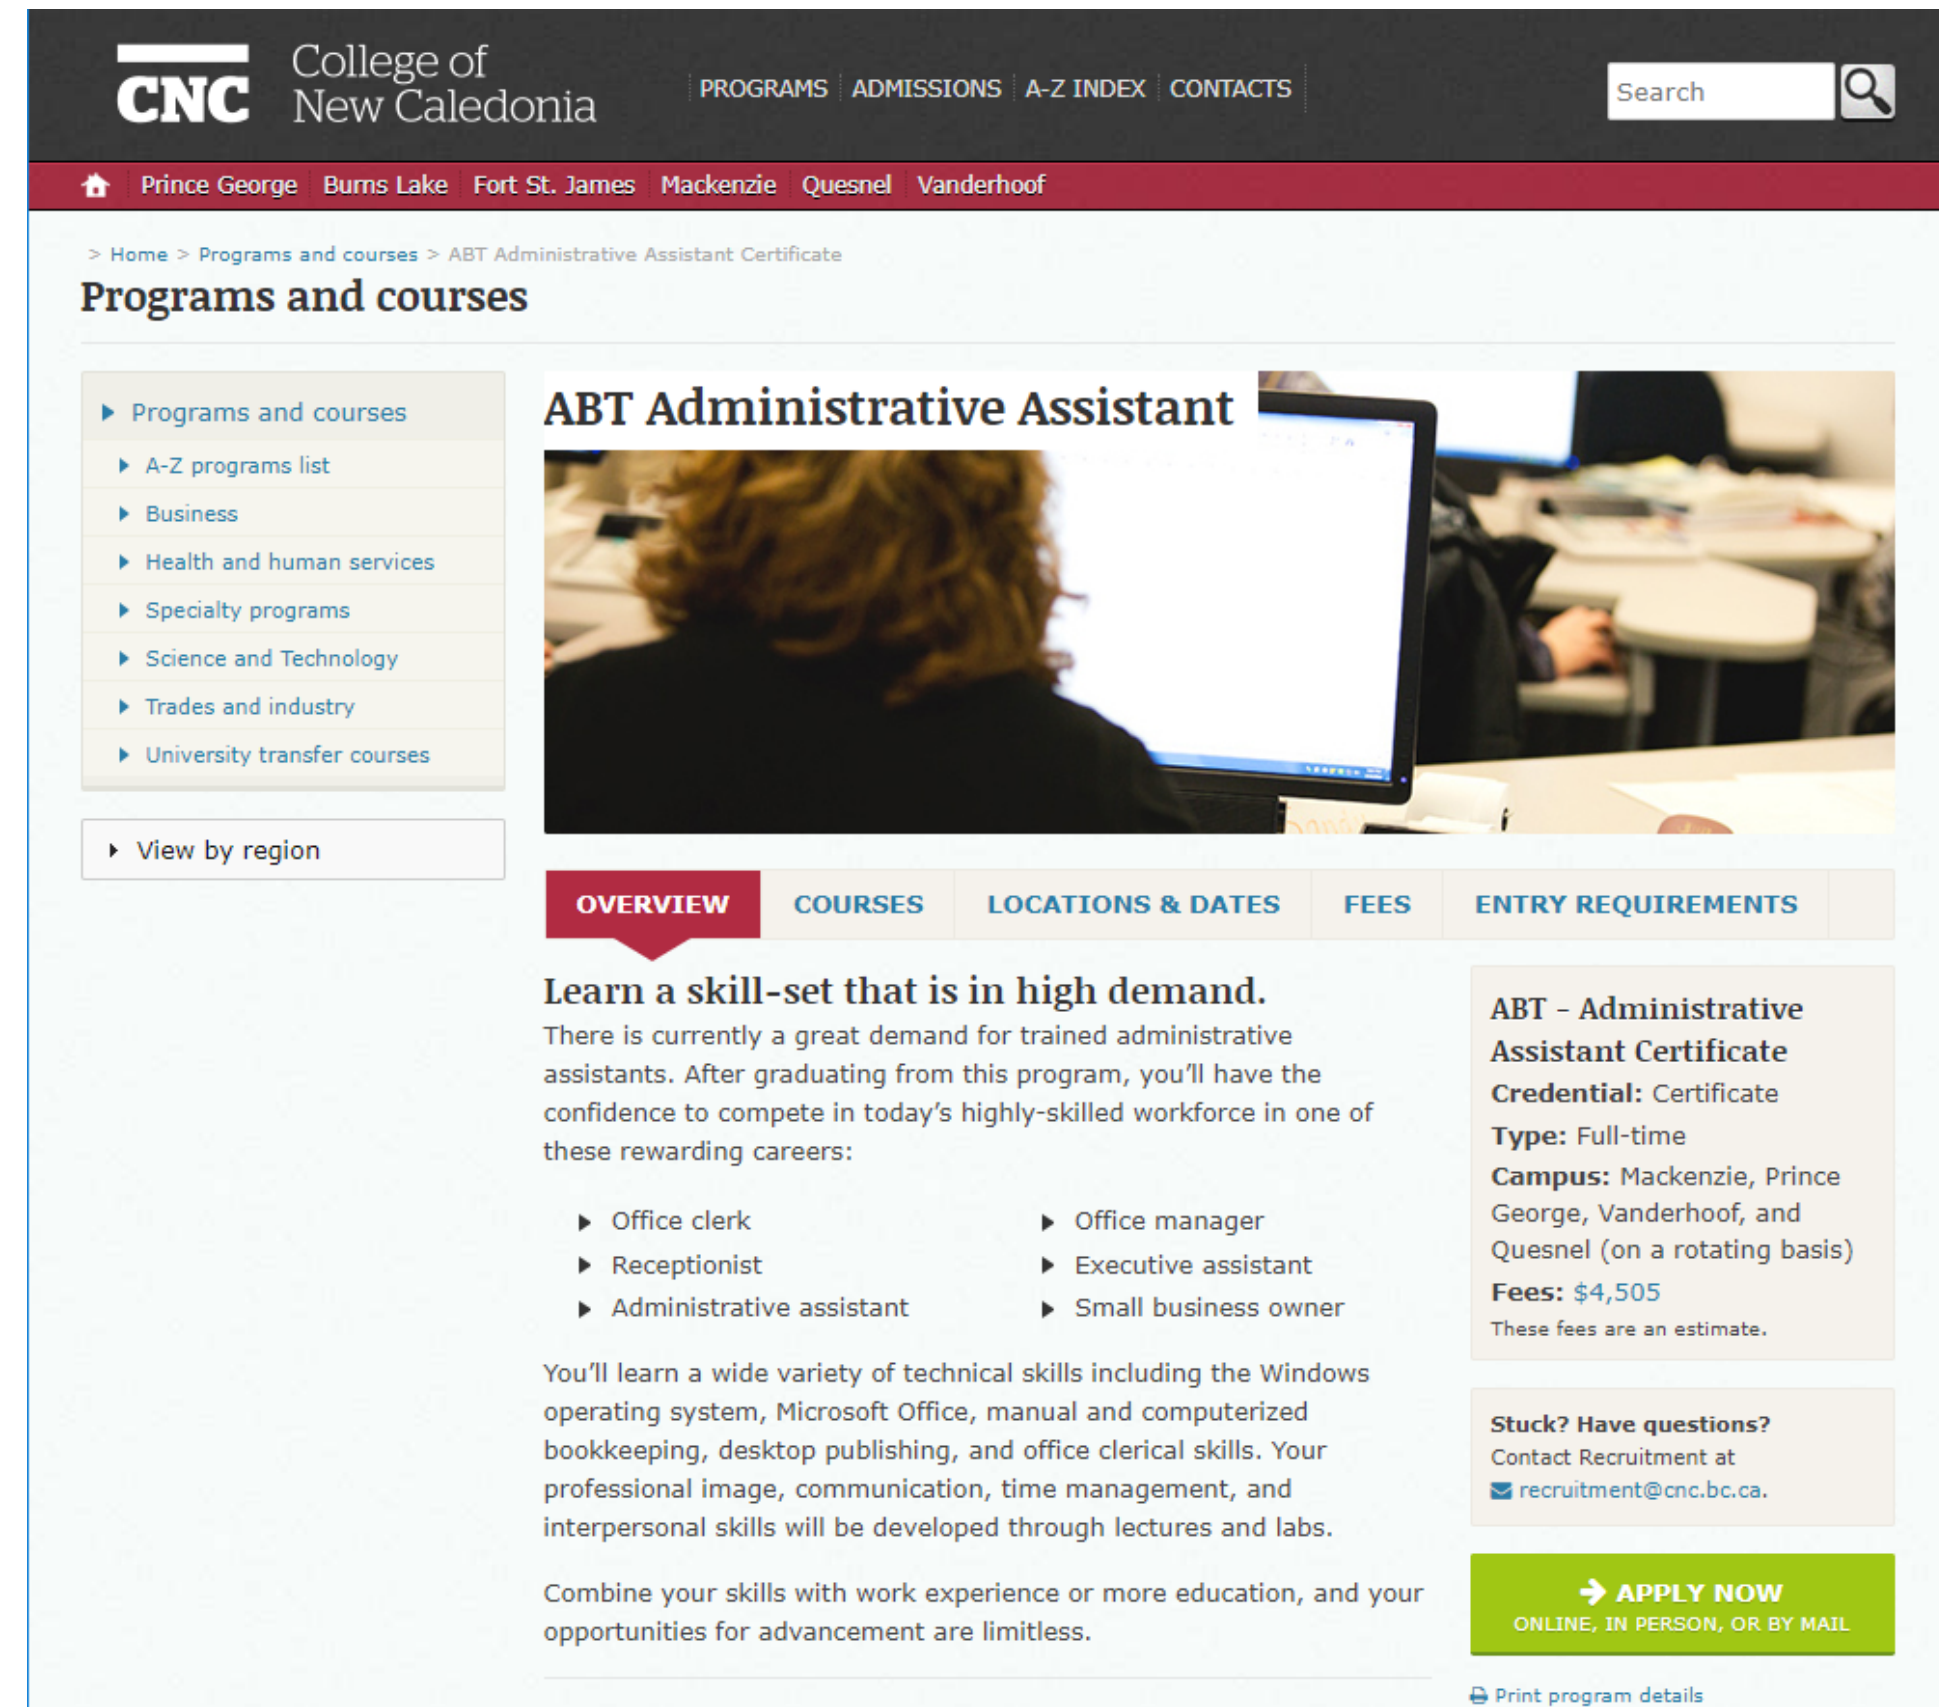 CNC
College of
New Caledonia
PROGRAMS ADMISSIONS A-Z INDEX CONTACTS
Search
Prince George Burns Lake Fort St. James Mackenzie Quesnel Vanderhoof
> Home > Programs and courses > ABT Administrative Assistant Certificate
Programs and courses
Programs and courses
A-Z programs list
Business
Health and human services
Specialty programs
Science and Technology
Trades and industry
University transfer courses
View by region
ABT Administrative Assistant
OVERVIEW COURSES LOCATIONS & DATES FEES ENTRY REQUIREMENTS
Learn a skill-set that is in high demand.
There is currently a great demand for trained administrative
assistants. After graduating from this program, you’ll have the
confidence to compete in today’s highly-skilled workforce in one of
these rewarding careers:
Office clerk
Receptionist
Administrative assistant
Office manager
Executive assistant
Small business owner
You’ll learn a wide variety of technical skills including the Windows
operating system, Microsoft Office, manual and computerized
bookkeeping, desktop publishing, and office clerical skills. Your
professional image, communication, time management, and
interpersonal skills will be developed through lectures and labs.
Combine your skills with work experience or more education, and your
opportunities for advancement are limitless.
ABT - Administrative
Assistant Certificate
Credential: Certificate
Type: Full-time
Campus: Mackenzie, Prince
George, Vanderhoof, and
Quesnel (on a rotating basis)
Fees: $4,505
These fees are an estimate.
Stuck? Have questions?
Contact Recruitment at
recruitment@cnc.bc.ca.
APPLY NOW
ONLINE, IN PERSON, OR BY MAIL
Print program details